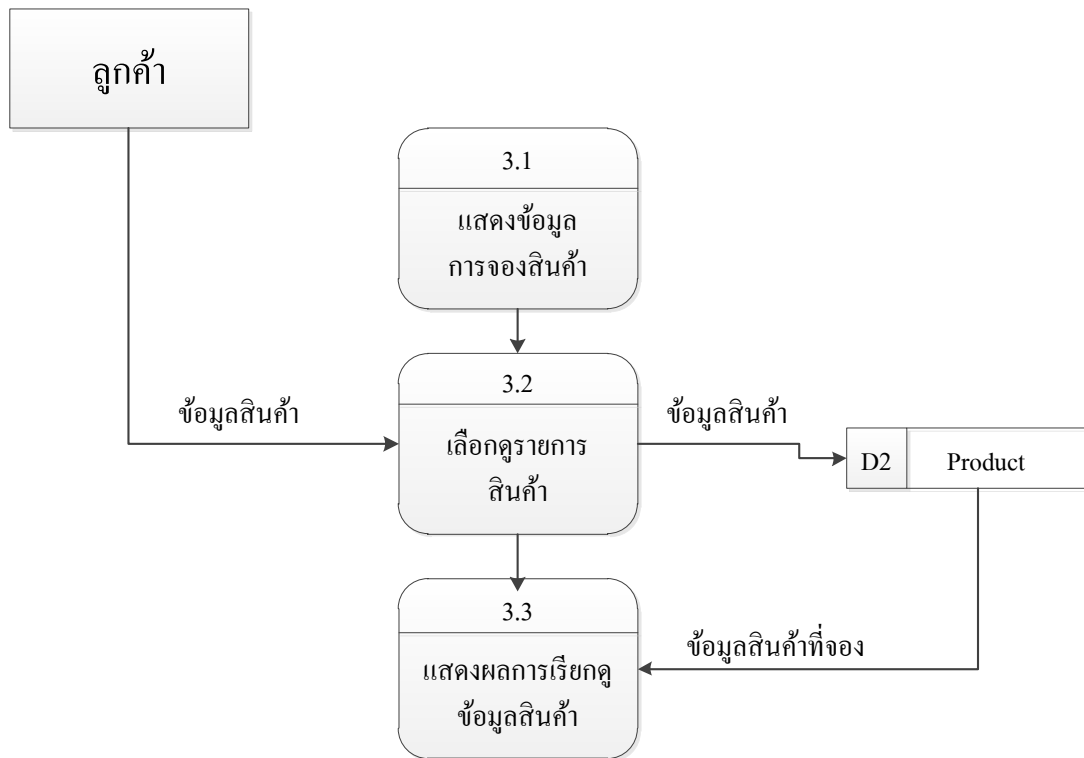 ลูกค้า
3.1
แสดงข้อมูล
การจองสินค้า
3.2
ข้อมูลสินค้า
ข้อมูลสินค้า
เลือกดูรายการ
สินค้า
D2
Product
3.3
ข้อมูลสินค้าที่จอง
แสดงผลการเรียกดู
ข้อมูลสินค้า